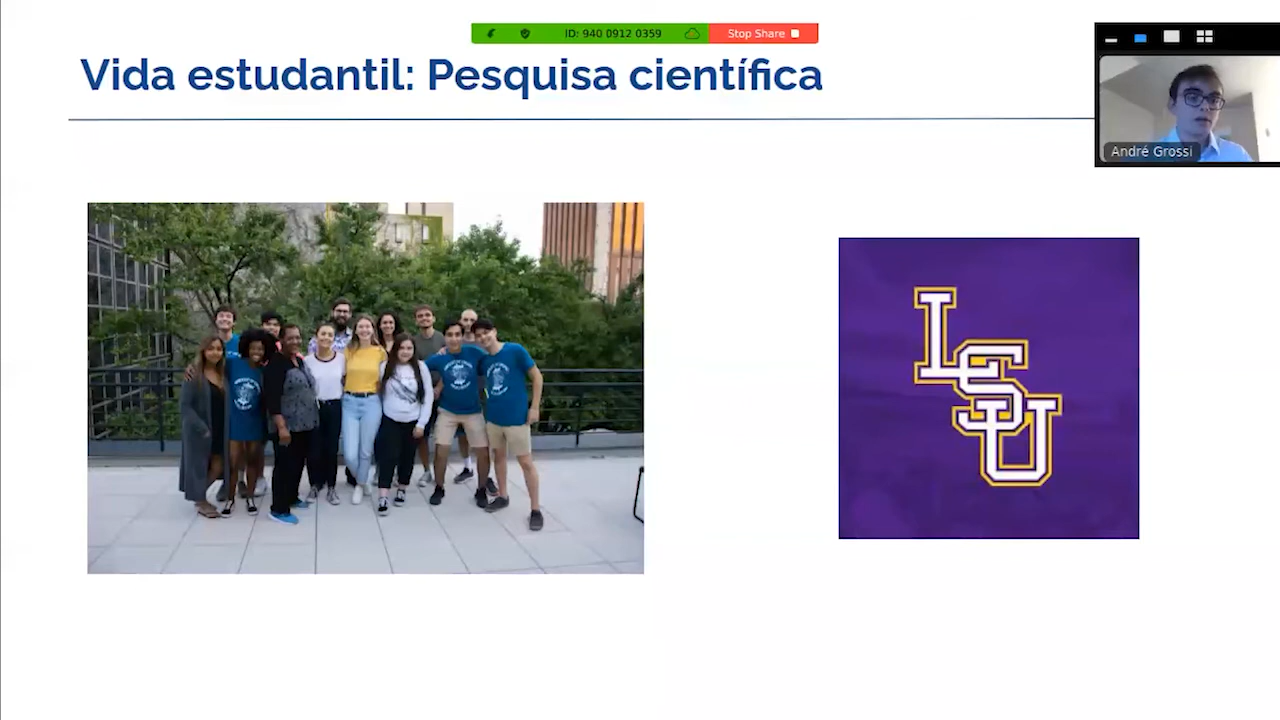 ID: 940 0912 0359
Stop Share
Vida estudantil: Pesquisa científica
André Grossi
LSU